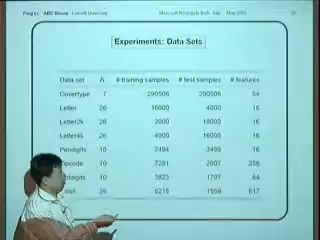 Ping Li ABC Boost Cornell University Microsoft Research Tech Talk May 2009
Experiments: Data Sets
Data set K # training samples # test samples # features
Covertype 7 290506 290506 54
Letter 26 16000 4000 16
Letter2k 26 2000 18000 16
Letter4k 26 4000 16000 16
Pendigits 10 7494 3498 16
Zipcode 10 7291 2007 256
10 3823 1797 64
26 6218 1559 617